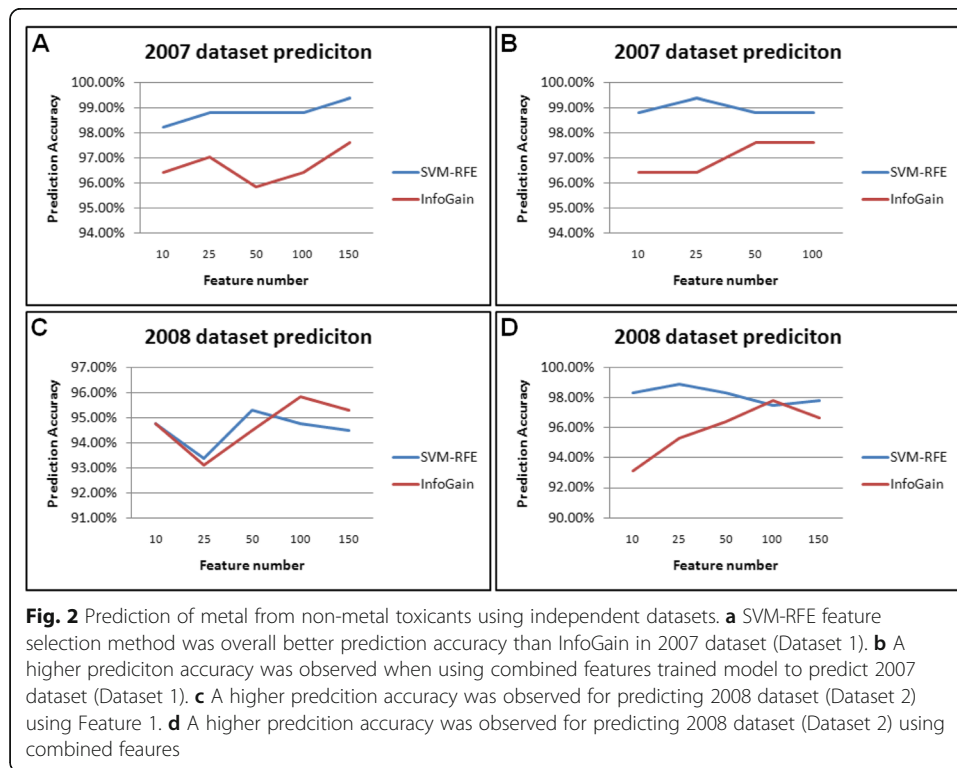 A
2007 dataset prediciton
Prediction Accuracy
100.00%
99.00%
98.00%
97.00%
96.00%
95.00%
94.00%
10 25 50 100 150
Feature number
SVM-RFE
InfoGain
B
2007 dataset prediciton
Prediction Accuracy
100.00%
99.00%
98.00%
97.00%
96.00%
95.00%
94.00%
10 25 50 100
Feature number
SVM-RFE
InfoGain
C
2008 dataset prediciton
Prediction Accuracy
97.00%
96.00%
95.00%
94.00%
93.00%
92.00%
91.00%
10 25 50 100 150
Feature number
SVM-RFE
InfoGain
D
2008 dataset prediciton
Prediction Accuracy
100.00%
98.00%
96.00%
94.00%
92.00%
90.00%
10 25 50 100 150
Feature number
SVM-RFE
InfoGain
Fig. 2 Prediction of metal from non-metal toxicants using independent datasets. a SVM-RFE feature
selection method was overall better prediction accuracy than InfoGain in 2007 dataset (Dataset 1). b A
higher prediciton accuracy was observed when using combined features trained model to predict 2007
dataset (Dataset 1). c A higher predcition accuracy was observed for predicting 2008 dataset (Dataset 2)
using Feature 1. d A higher predcition accuracy was observed for predicting 2008 dataset (Dataset 2) using
combined feaures